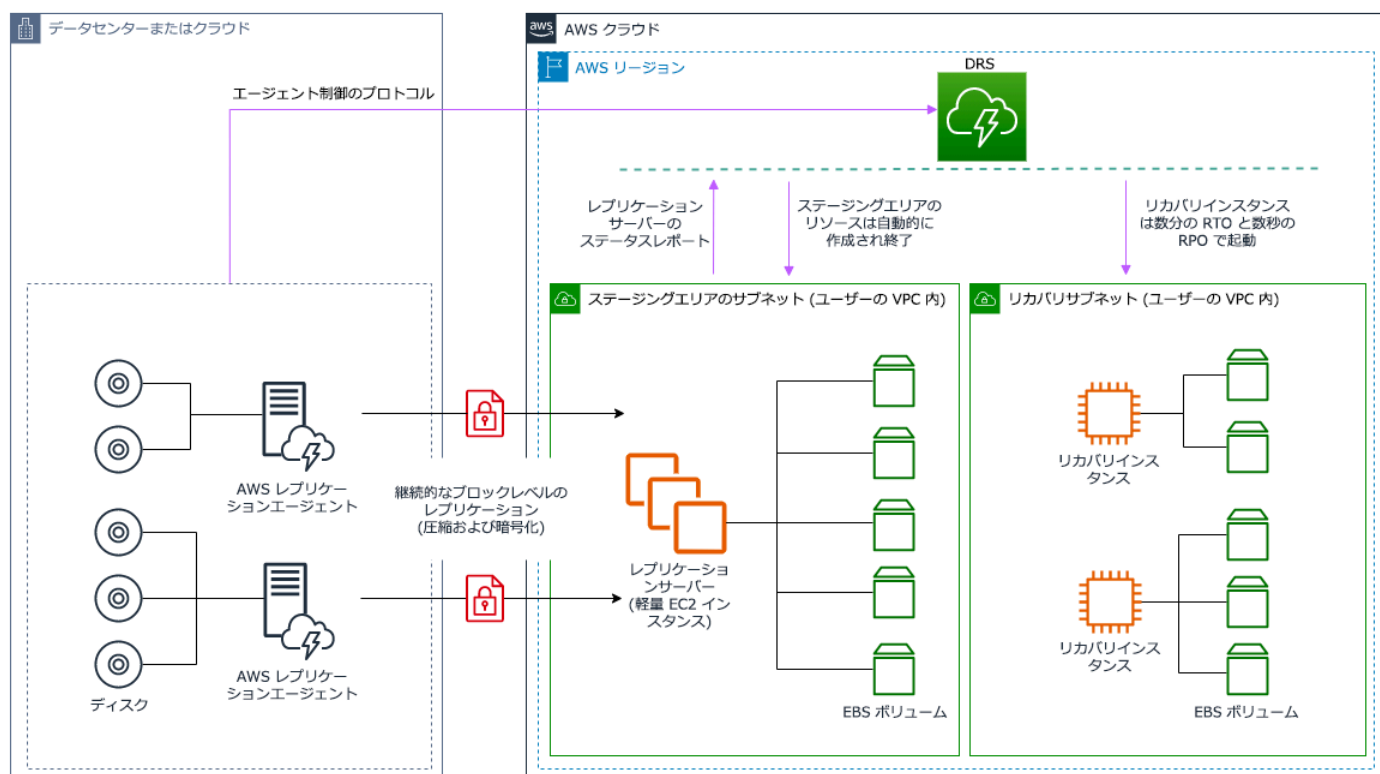 データセンターまたはクラウド
aws
AWS クラウド
AWS リージョン
DRS
エージェント制御のプロトコル
レプリケーション
サーバーの
ステータスレポート
ステージングエリアの
リソースは自動的に
作成され終了
リカバリインスタンス
は数分の RTO と数秒の
RPO で起動
ステージングエリアのサブネット (ユーザーの VPC 内)
リカバリサブネット (ユーザーの VPC 内)
AWS レプリケー
ションエージェント
継続的なブロックレベルの
レプリケーション
(圧縮および暗号化)
AWS レプリケー
ションエージェント
ディスク
レプリケーショ
ンサーバー
(軽量 EC2 イン
スタンス)
EBS ボリューム
リカバリインス
タンス
リカバリインス
タンス
EBS ボリューム